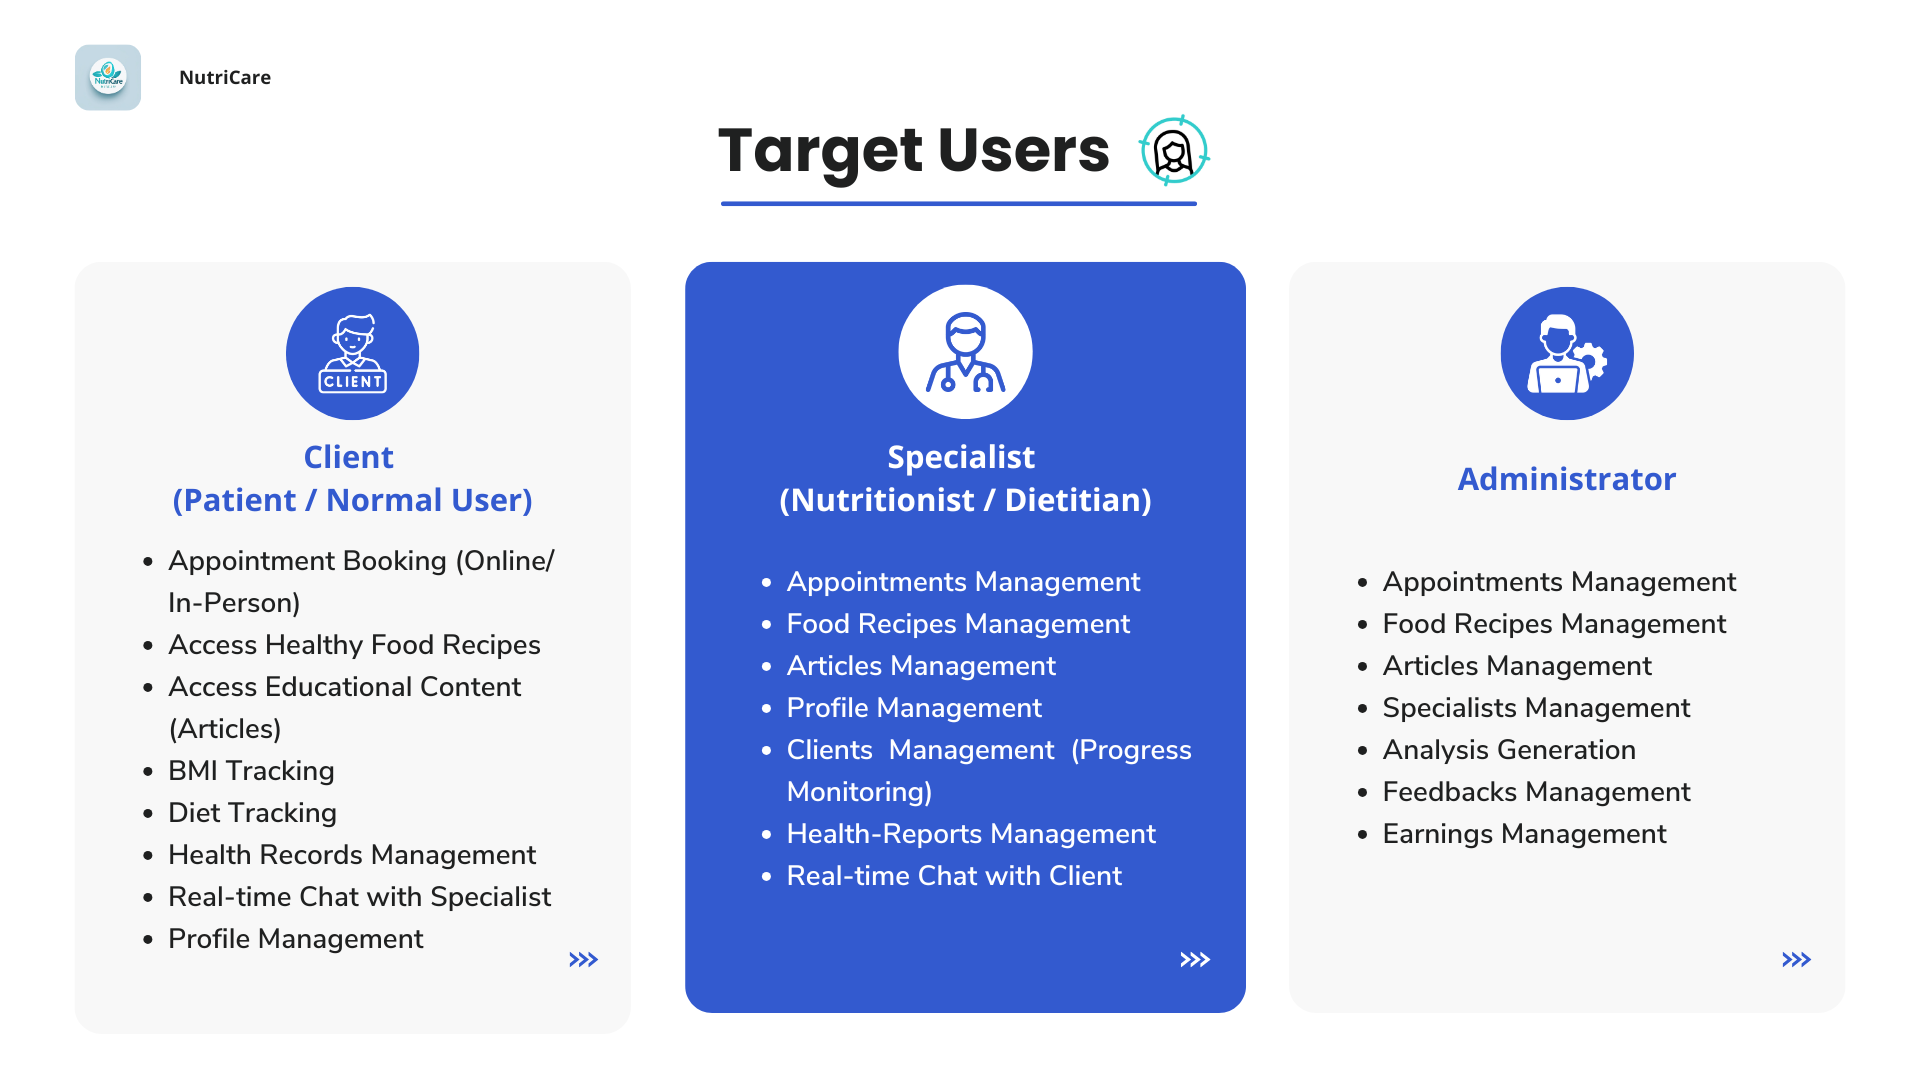 NutriCare
NutriCare
Target Users
CLIENT
Client
(Patient / Normal User)
• Appointment Booking (Online/
In-Person)
• Access Healthy Food Recipes
• Access Educational Content
(Articles)
• BMI Tracking
• Diet Tracking
• Health Records Management
• Real-time Chat with Specialist
• Profile Management
Specialist
(Nutritionist / Dietitian)
• Appointments Management
• Food Recipes Management
• Articles Management
• Profile Management
• Clients Management (Progress
Monitoring)
• Health-Reports Management
• Real-time Chat with Client
Administrator
• Appointments Management
• Food Recipes Management
• Articles Management
• Specialists Management
• Analysis Generation
• Feedbacks Management
• Earnings Management